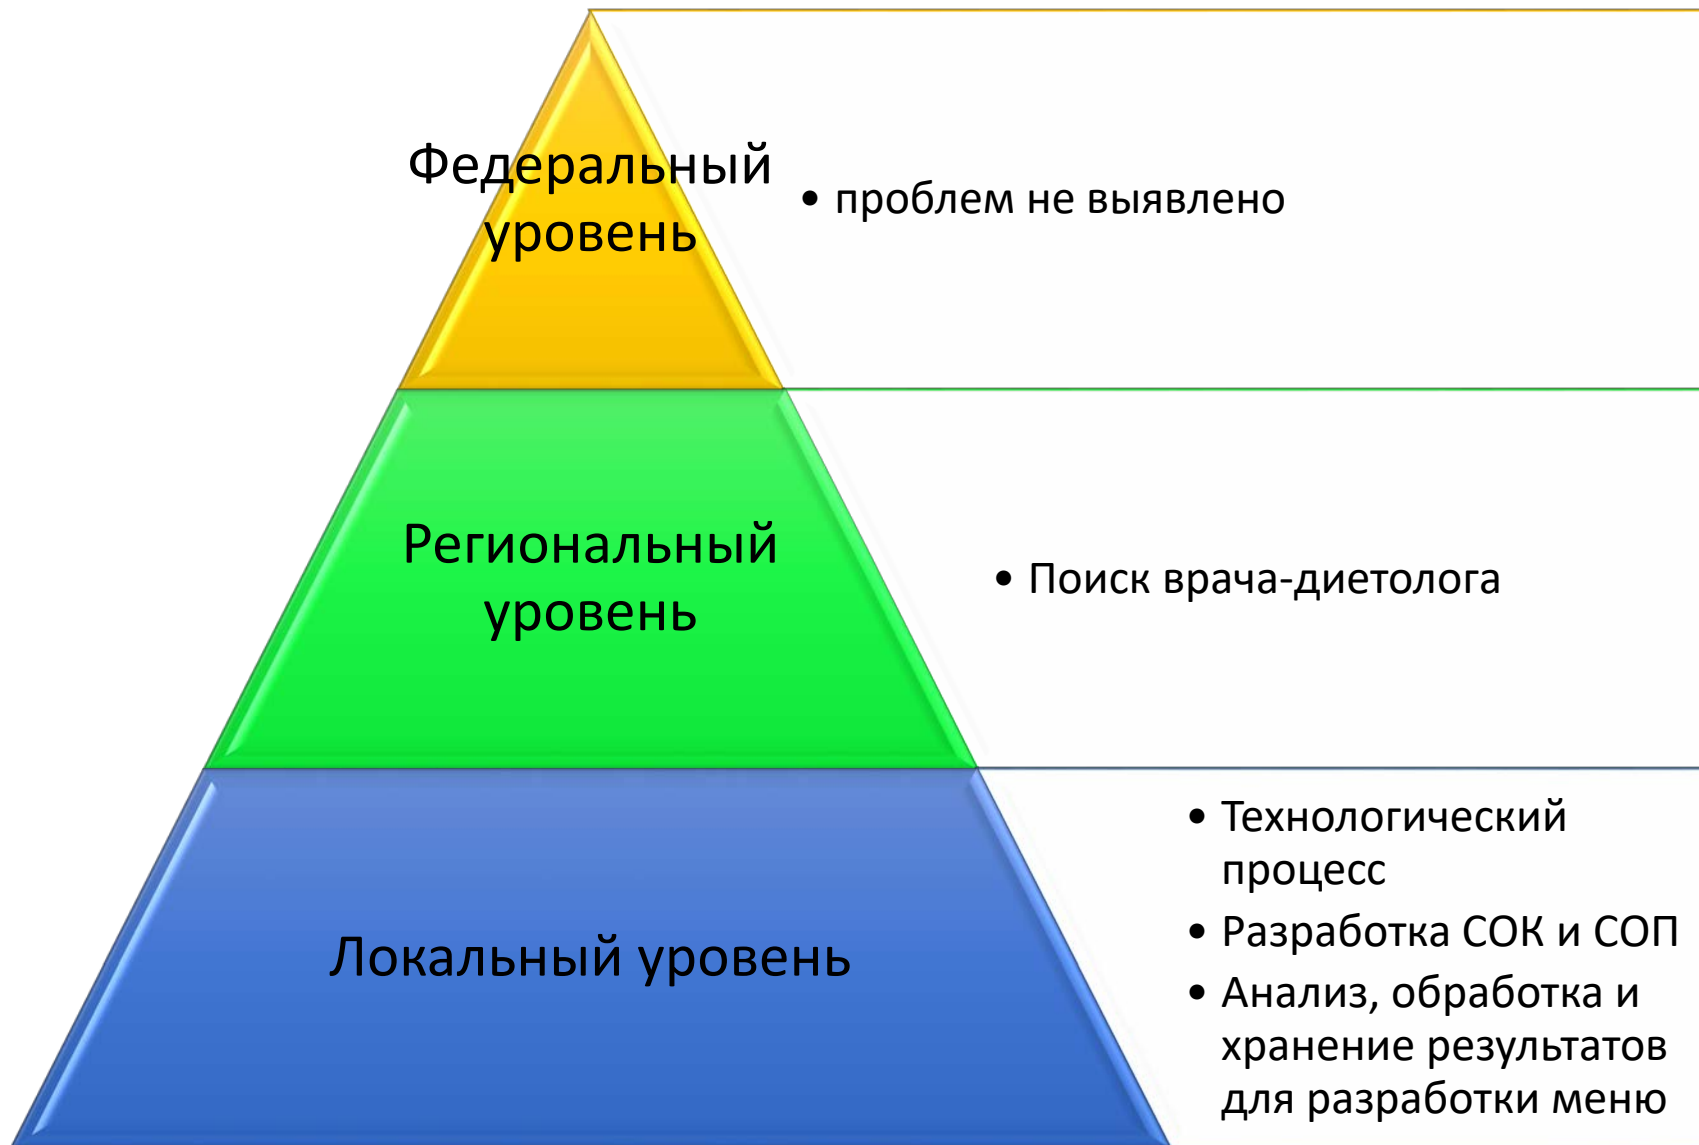 Федеральный
уровень
• проблем не выявлено
Региональный
уровень
• Поиск врача-диетолога
Локальный уровень
• Технологический
процесс
• Разработка СОК и СОП
• Анализ, обработка и
хранение результатов
для разработки меню